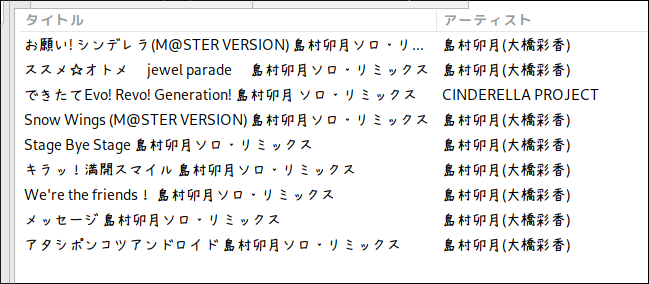 タイトル アーティスト
お願い! シンデレラ(M@STER VERSION) 島村卯月ソロ・リ... 島村卯月(大橋彩香)
ススメ☆オトメ　jewel parade　島村卯月ソロ・リミックス 島村卯月(大橋彩香)
できたてEvo! Revo! Generation! 島村卯月 ソロ・リミックス CINDERELLA PROJECT
Snow Wings (M@STER VERSION) 島村卯月ソロ・リミックス 島村卯月(大橋彩香)
Stage Bye Stage 島村卯月ソロ・リミックス 島村卯月(大橋彩香)
キラッ！満開スマイル 島村卯月ソロ・リミックス 島村卯月(大橋彩香)
We're the friends！ 島村卯月ソロ・リミックス 島村卯月(大橋彩香)
メッセージ 島村卯月ソロ・リミックス 島村卯月(大橋彩香)
アタシポンコツアンドロイド 島村卯月ソロ・リミックス 島村卯月(大橋彩香)